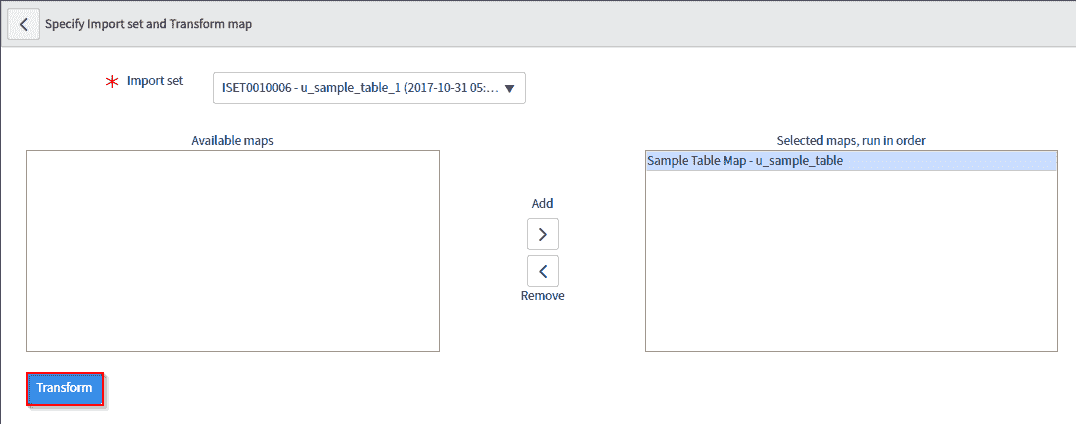 Specify Import set and Transform map
Import set
ISET0010006 - u_sample_table_1 (2017-10-31 05:...
Available maps
Selected maps, run in order
Sample Table Map - u_sample_table
Add
Remove
Transform